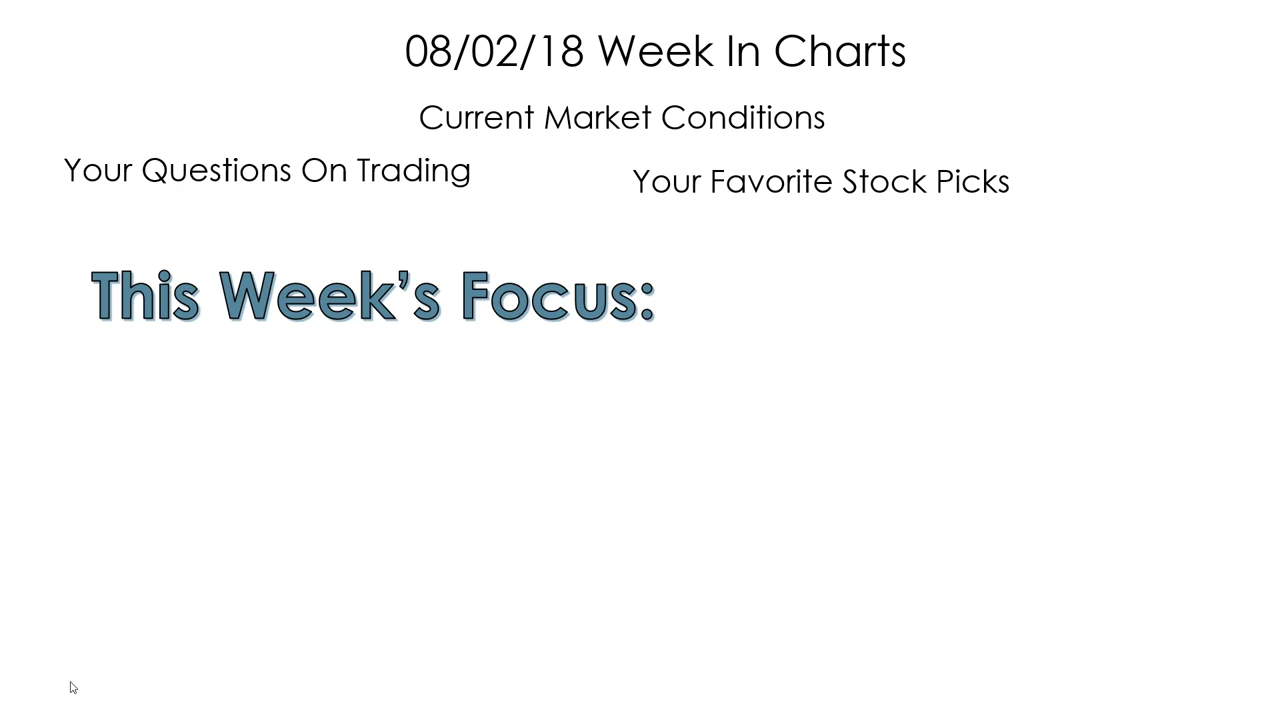 08/02/18 Week In Charts
Current Market Conditions
Your Questions On Trading
Your Favorite Stock Picks
This Week’s Focus: